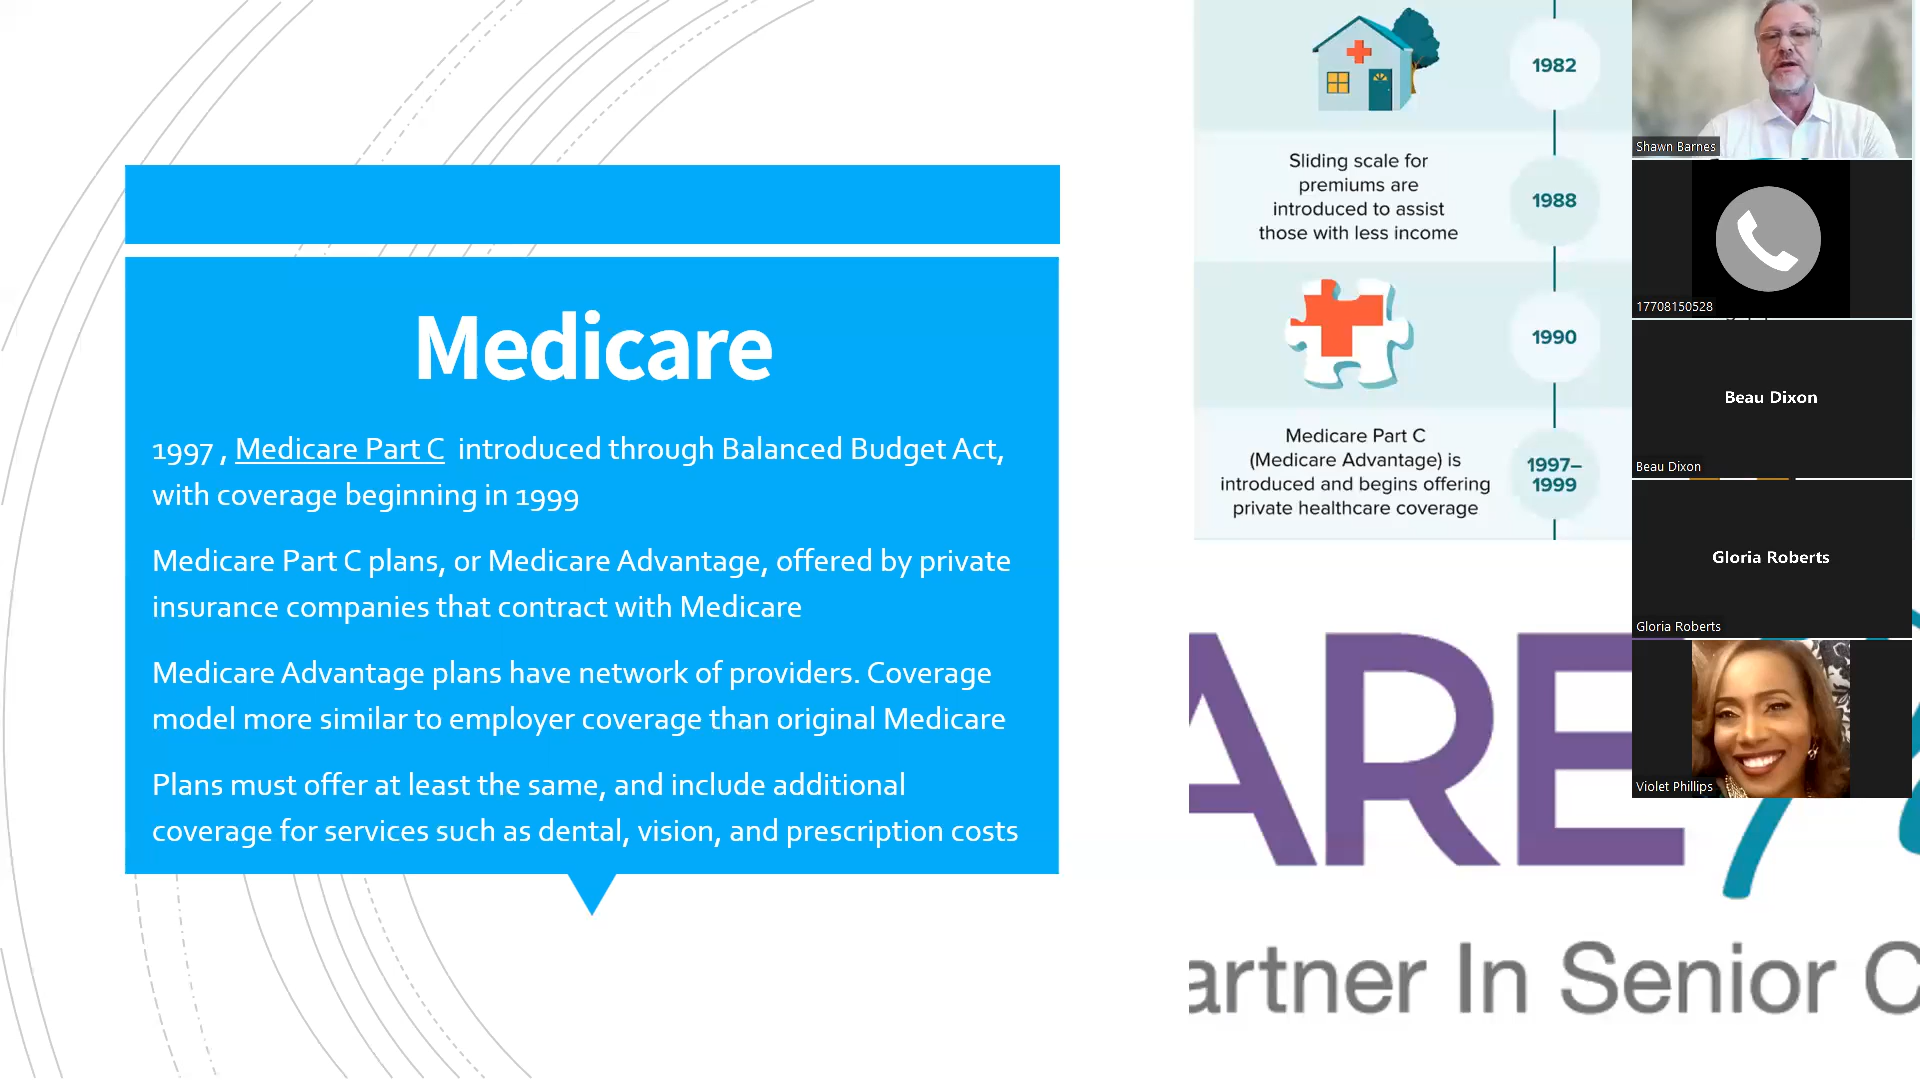 Medicare
1997 , Medicare Part C introduced through Balanced Budget Act,
with coverage beginning in 1999
Medicare Part C plans, or Medicare Advantage, offered by private
insurance companies that contract with Medicare
Medicare Advantage plans have network of providers. Coverage
model more similar to employer coverage than original Medicare
Plans must offer at least the same, and include additional
coverage for services such as dental, vision, and prescription costs
1982
Sliding scale for
premiums are
introduced to assist
those with less income
1988
1990
Medicare Part C
(Medicare Advantage) is
introduced and begins offering
private healthcare coverage
1997–
1999
ARE
artner In Senior C
Shawn Barnes
17708150528
Beau Dixon
Beau Dixon
Gloria Roberts
Gloria Roberts
Violet Phillips